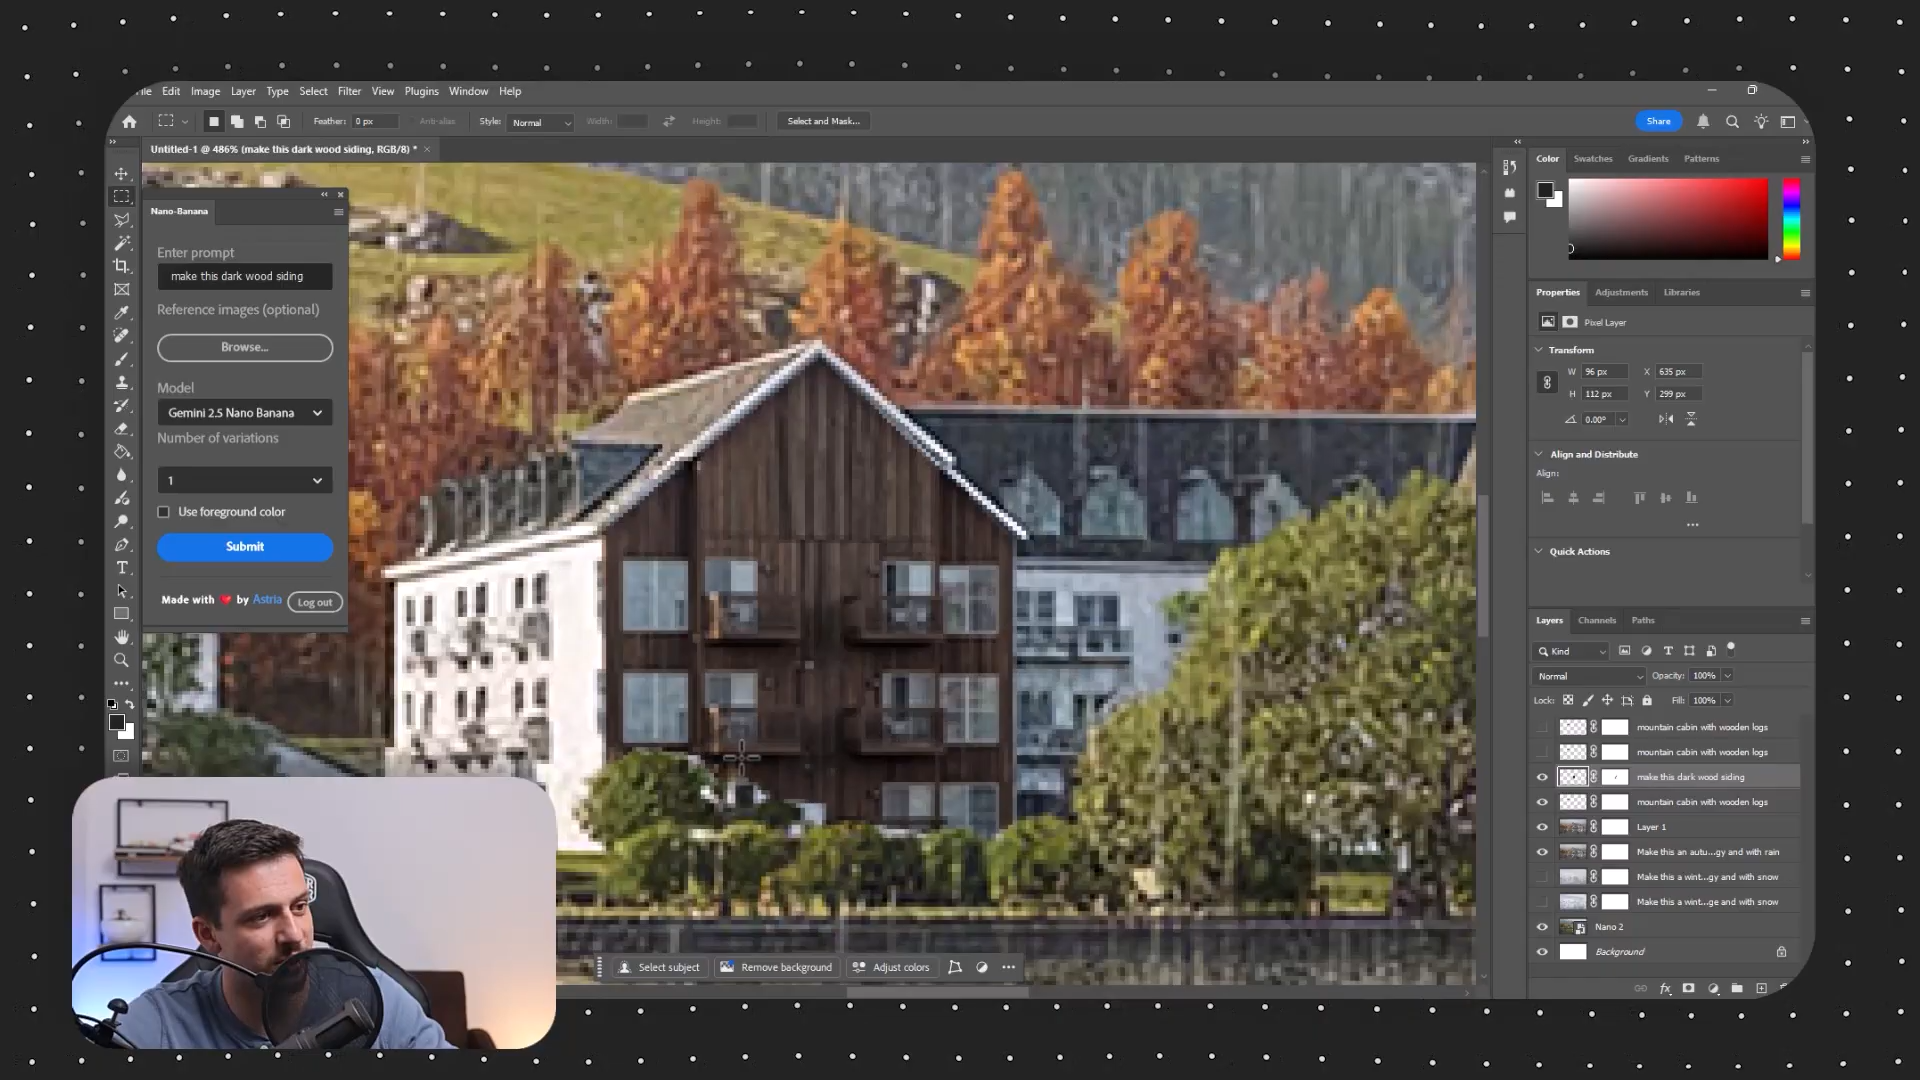 ile Edit Image Layer Type Select Filter View Plugins Window Help
Feather: 0 px Anti-alias Style: Normal Width: Height: Select and Mask... Share
Untitled-1 @ 486% (make this dark wood siding, RGB/8) *
Nano-Banana
Enter prompt
make this dark wood siding
Reference images (optional)
Browse...
Model
Gemini 2.5 Nano Banana
Number of variations
1
Use foreground color
Submit
Made with ❤ by Astria Log out
Select subject Remove background Adjust colors
Color Swatches Gradients Patterns
Properties Adjustments Libraries
Pixel Layer
Transform
W 96 px X 635 px
H 112 px Y 299 px
0.00°
Align and Distribute
Align:
Quick Actions
Layers Channels Paths
Kind
Normal Opacity: 100%
Lock: Fill: 100%
mountain cabin with wooden logs
mountain cabin with wooden logs
make this dark wood siding
mountain cabin with wooden logs
Layer 1
Make this an autu...gy and with rain
Make this a wint...gy and with snow
Make this a wint...ge and with snow
Nano 2
Background